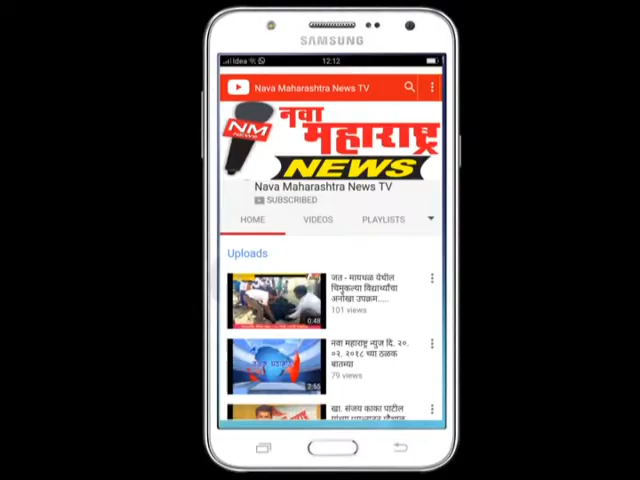 SAMSUNG
Idea
12:12
Nava Maharashtra News TV
NM
NEWS
नवा
महाराष्ट्र
NEWS
Nava Maharashtra News TV
SUBSCRIBED
HOME VIDEOS PLAYLISTS
Uploads
जत - मायथळ येथील
चिमुकल्या विद्यार्थ्यांचा
अनोखा उपक्रम.....
101 views
0:48
नवा महाराष्ट्र न्युज दि. २०.
०२. २०१८ च्या ठळक
बातम्या
79 views
2:55
खा. संजय काका पाटील